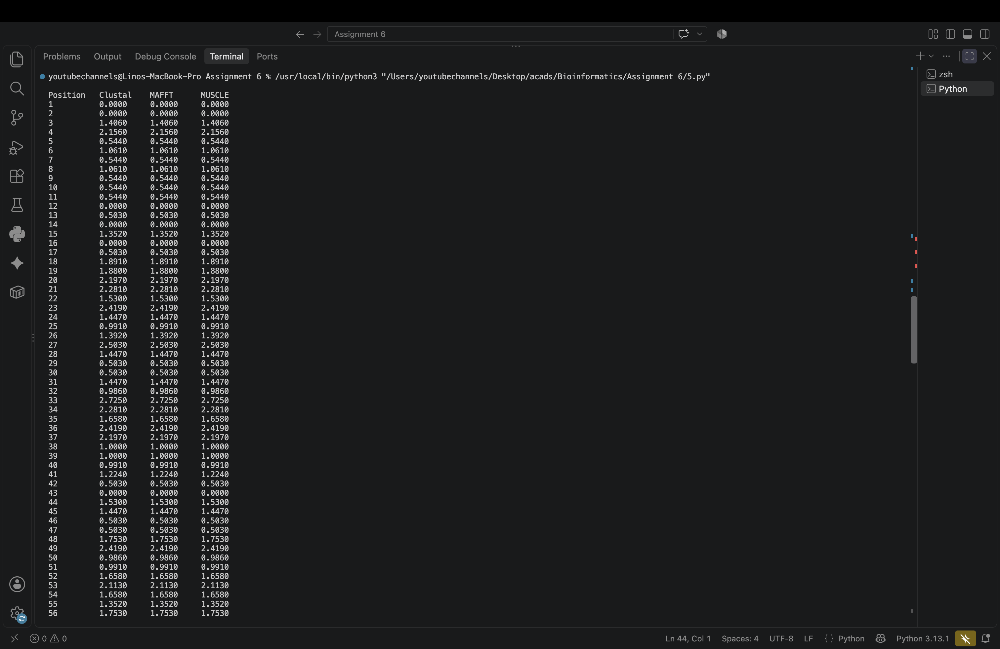 Assignment 6
Problems Output Debug Console Terminal Ports
zsh
Python
youtubechannels@Linos-MacBook-Pro Assignment 6 % /usr/local/bin/python3 "/Users/youtubechannels/Desktop/acads/Bioinformatics/Assignment 6/5.py"
Position Clustal MAFFT MUSCLE
1 0.0000 0.0000 0.0000
2 0.0000 0.0000 0.0000
3 1.4060 1.4060 1.4060
4 2.1560 2.1560 2.1560
5 0.5440 0.5440 0.5440
6 1.0610 1.0610 1.0610
7 0.5440 0.5440 0.5440
8 1.0610 1.0610 1.0610
9 0.5440 0.5440 0.5440
10 0.5440 0.5440 0.5440
11 0.5440 0.5440 0.5440
12 0.0000 0.0000 0.0000
13 0.5030 0.5030 0.5030
14 0.0000 0.0000 0.0000
15 1.3520 1.3520 1.3520
16 0.0000 0.0000 0.0000
17 0.5030 0.5030 0.5030
18 1.8910 1.8910 1.8910
19 1.8800 1.8800 1.8800
20 2.1970 2.1970 2.1970
21 2.2810 2.2810 2.2810
22 1.5300 1.5300 1.5300
23 2.4190 2.4190 2.4190
24 1.4470 1.4470 1.4470
25 0.9910 0.9910 0.9910
26 1.3920 1.3920 1.3920
27 2.5030 2.5030 2.5030
28 1.4470 1.4470 1.4470
29 0.5030 0.5030 0.5030
30 0.5030 0.5030 0.5030
31 1.4470 1.4470 1.4470
32 0.9860 0.9860 0.9860
33 2.7250 2.7250 2.7250
34 2.2810 2.2810 2.2810
35 1.6580 1.6580 1.6580
36 2.4190 2.4190 2.4190
37 2.1970 2.1970 2.1970
38 1.0000 1.0000 1.0000
39 1.0000 1.0000 1.0000
40 0.9910 0.9910 0.9910
41 1.2240 1.2240 1.2240
42 0.5030 0.5030 0.5030
43 0.0000 0.0000 0.0000
44 1.5300 1.5300 1.5300
45 1.4470 1.4470 1.4470
46 0.5030 0.5030 0.5030
47 0.5030 0.5030 0.5030
48 1.7530 1.7530 1.7530
49 2.4190 2.4190 2.4190
50 0.9860 0.9860 0.9860
51 0.9910 0.9910 0.9910
52 1.6580 1.6580 1.6580
53 2.1130 2.1130 2.1130
54 1.6580 1.6580 1.6580
55 1.3520 1.3520 1.3520
56 1.7530 1.7530 1.7530
0 0 Ln 44, Col 1 Spaces: 4 UTF-8 LF {} Python Python 3.13.1